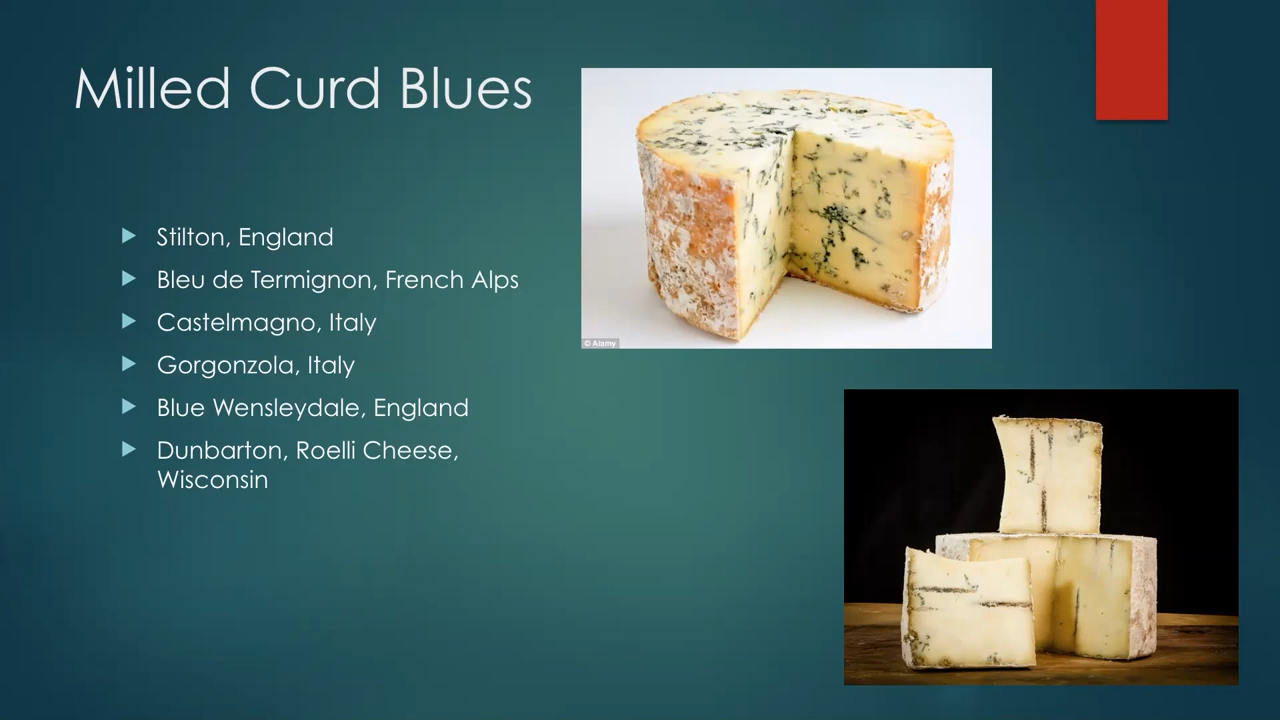 Milled Curd Blues
Stilton, England
Bleu de Termignon, French Alps
Castelmagno, Italy
Gorgonzola, Italy
Blue Wensleydale, England
Dunbarton, Roelli Cheese,
Wisconsin
© Alamy